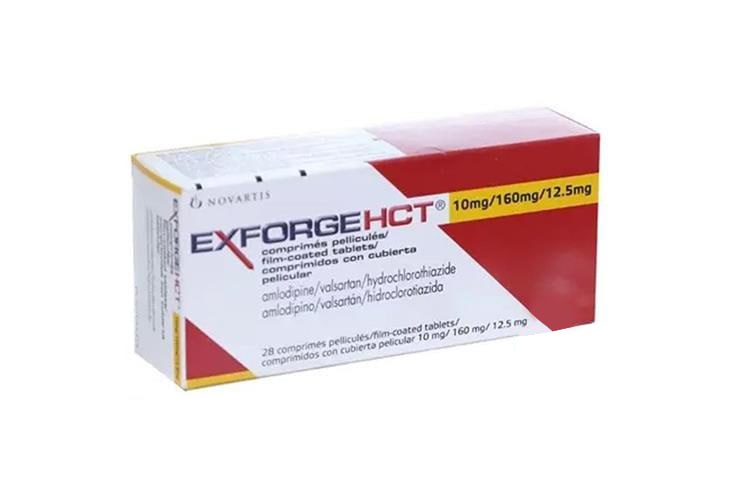 NOVARTIS
EXFORGEHCT®
10mg/160mg/12.5mg
comprimés pelliculés/
film-coated tablets/
comprimidos con cubierta
pelicular
amlodipine/valsartan/hydrochlorothiazide
amlodipino/valsartán/hidroclorotiazida
28 comprimés pelliculés/film-coated tablets/
comprimidos con cubierta pelicular 10 mg/ 160 mg/ 12.5 mg
EXFORGEHCT